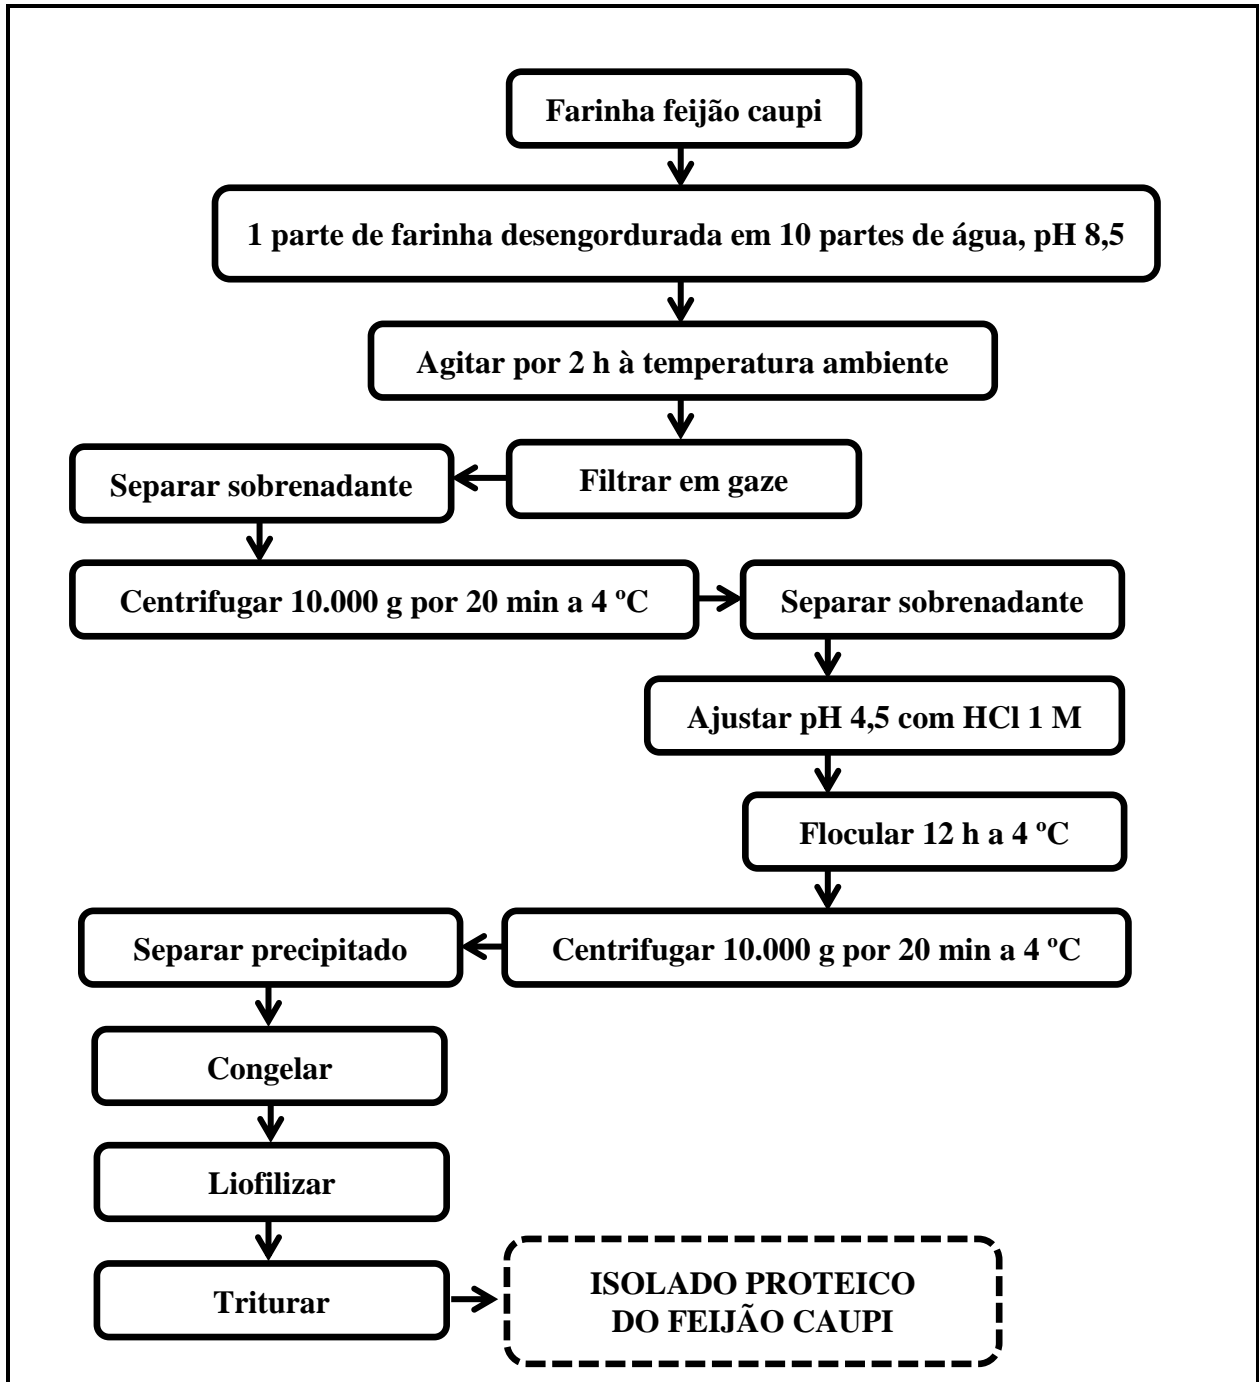 Farinha feijão caupi
1 parte de farinha desengordurada em 10 partes de água, pH 8,5
Agitar por 2 h à temperatura ambiente
Filtrar em gaze
Separar sobrenadante
Centrifugar 10.000 g por 20 min a 4 ºC
Separar sobrenadante
Ajustar pH 4,5 com HCl 1 M
Flocular 12 h a 4 ºC
Centrifugar 10.000 g por 20 min a 4 ºC
Separar precipitado
Congelar
Liofilizar
Triturar
ISOLADO PROTEICO
DO FEIJÃO CAUPI